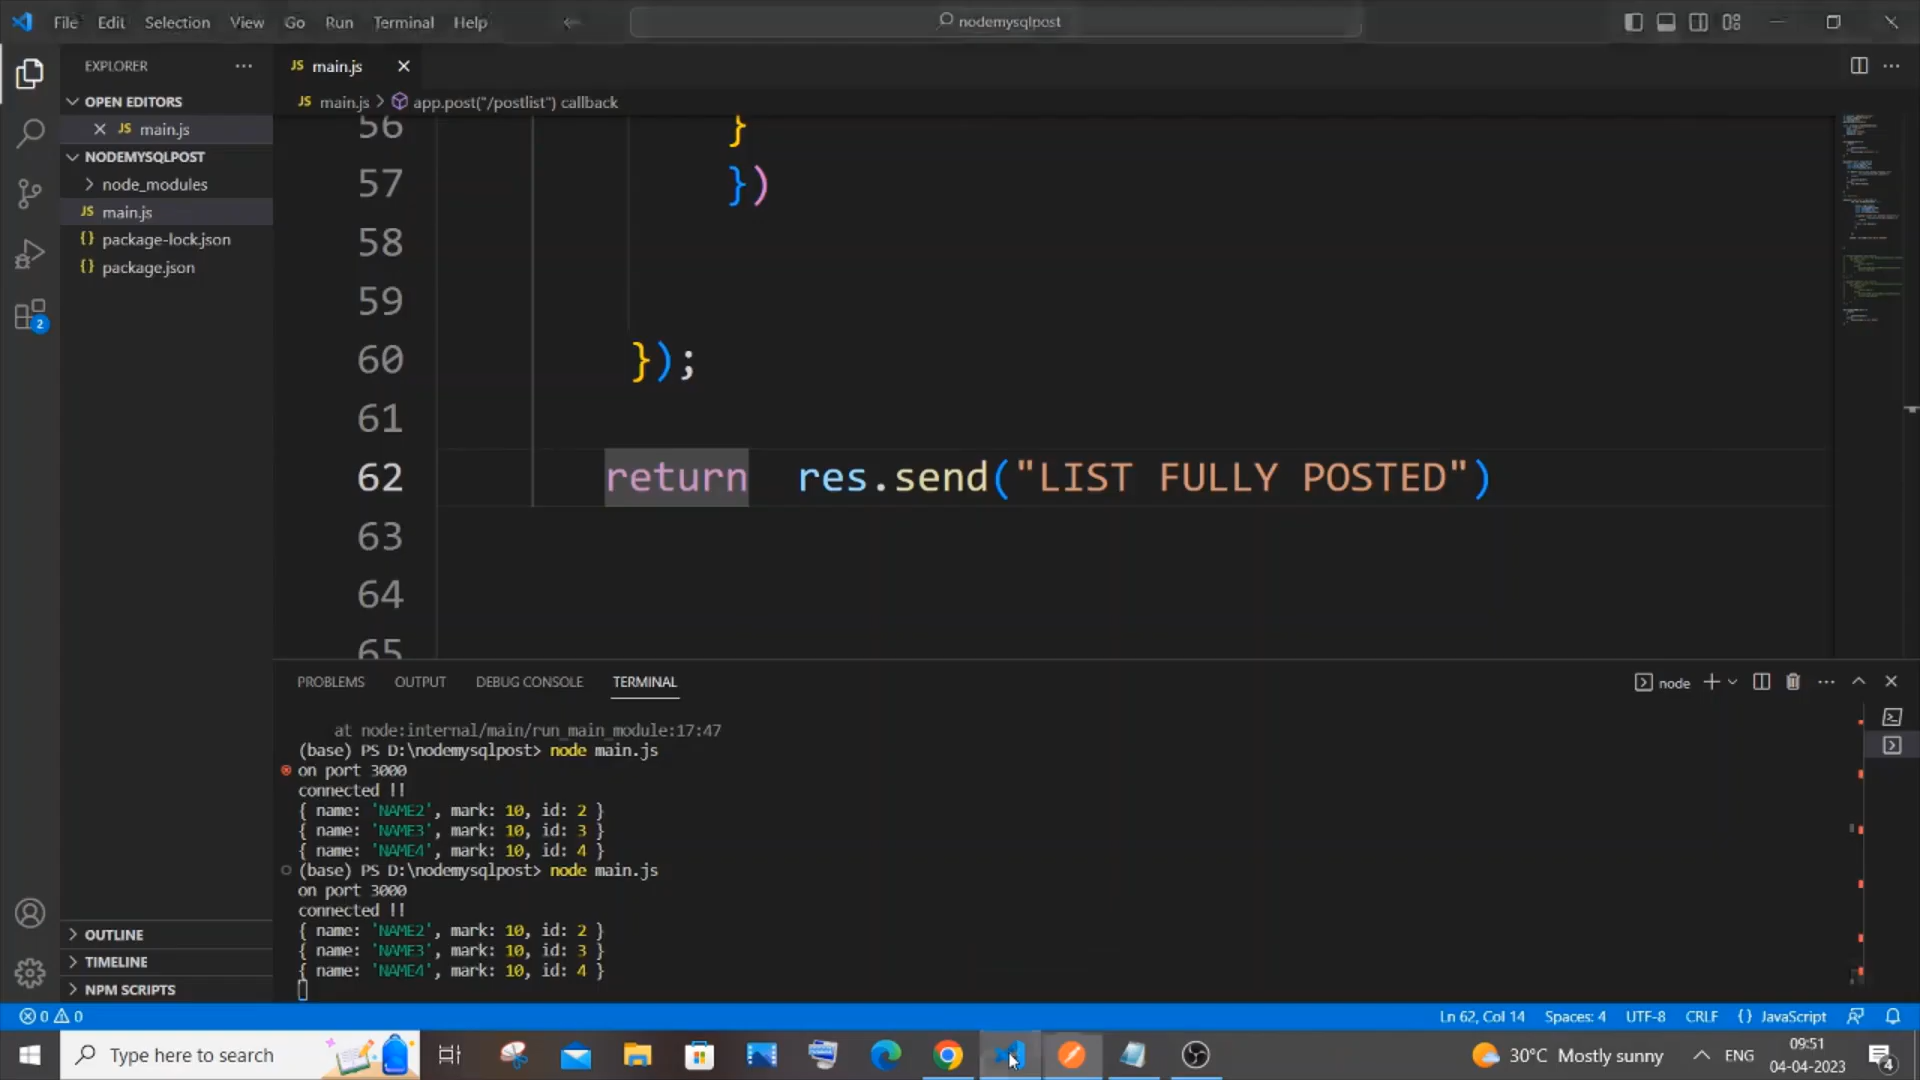 File Edit Selection View Go Run Terminal Help
nodemysqlpost
EXPLORER
OPEN EDITORS
JS main.js
NODEMYSQLPOST
node_modules
JS main.js
{} package-lock.json
{} package.json
2
OUTLINE
TIMELINE
NPM SCRIPTS
JS main.js
JS main.js > app.post("/postlist") callback
56 }
57 })
58
59
60 });
61
62 return res.send("LIST FULLY POSTED")
63
64
65
PROBLEMS OUTPUT DEBUG CONSOLE TERMINAL
node
at node:internal/main/run_main_module:17:47
(base) PS D:\nodemysqlpost> node main.js
on port 3000
connected !!
{ name: 'NAME2', mark: 10, id: 2 }
{ name: 'NAME3', mark: 10, id: 3 }
{ name: 'NAME4', mark: 10, id: 4 }
(base) PS D:\nodemysqlpost> node main.js
on port 3000
connected !!
{ name: 'NAME2', mark: 10, id: 2 }
{ name: 'NAME3', mark: 10, id: 3 }
{ name: 'NAME4', mark: 10, id: 4 }
0 0
Ln 62, Col 14 Spaces: 4 UTF-8 CRLF {} JavaScript
Type here to search
30°C Mostly sunny
ENG
09:51
04-04-2023
4